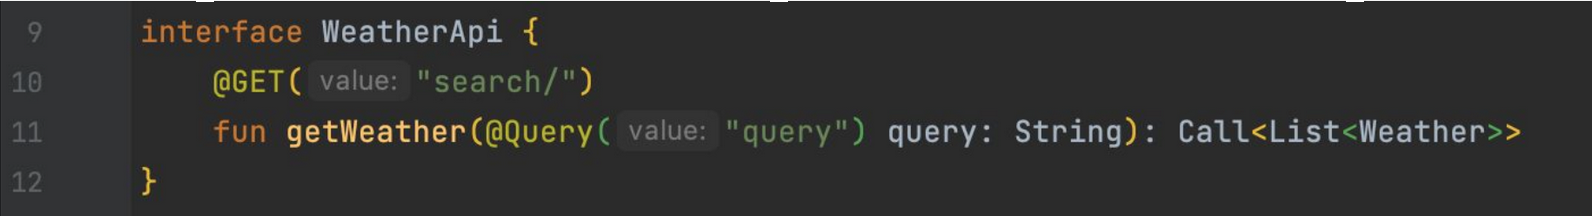 9 interface WeatherApi {
10 @GET( value: "search/")
11 fun getWeather(@Query( value: "query") query: String): Call<List<Weather>>
12 }